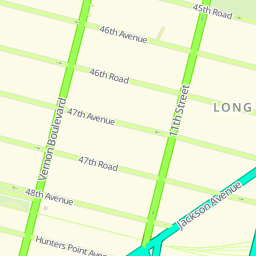 45th Road
46th Avenue
46th Road
11th Street
LONG
Vernon Boulevard
47th Avenue
47th Road
48th Avenue
Jackson Avenue
Hunters Point Avenue